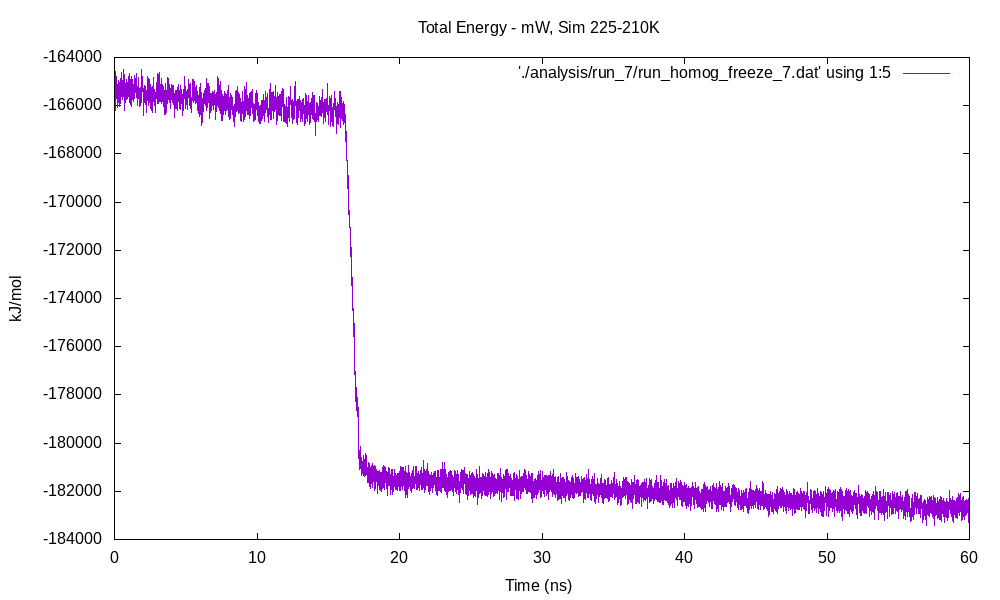 Total Energy - mW, Sim 225-210K
'./analysis/run_7/run_homog_freeze_7.dat' using 1:5
kJ/mol
-164000
-166000
-168000
-170000
-172000
-174000
-176000
-178000
-180000
-182000
-184000
0 10 20 30 40 50 60
Time (ns)